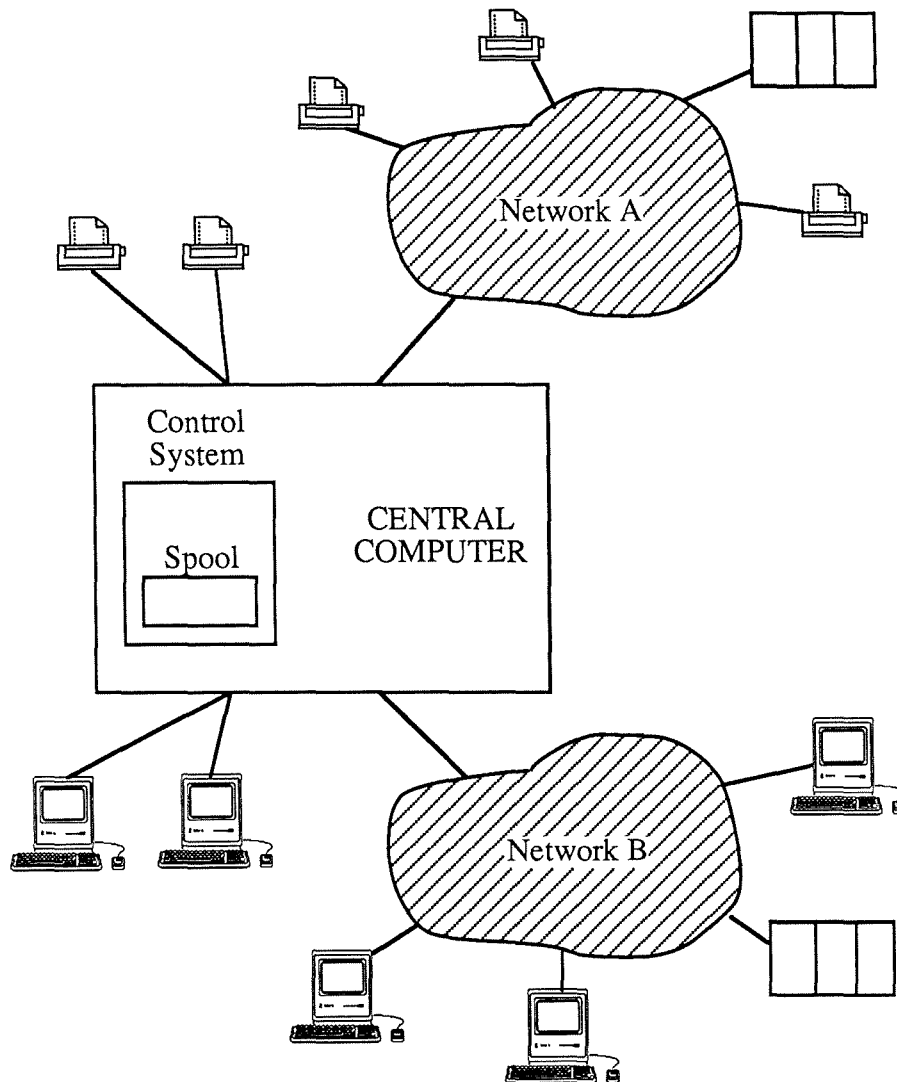 Network A
Control
System
CENTRAL
COMPUTER
Spool
Network B